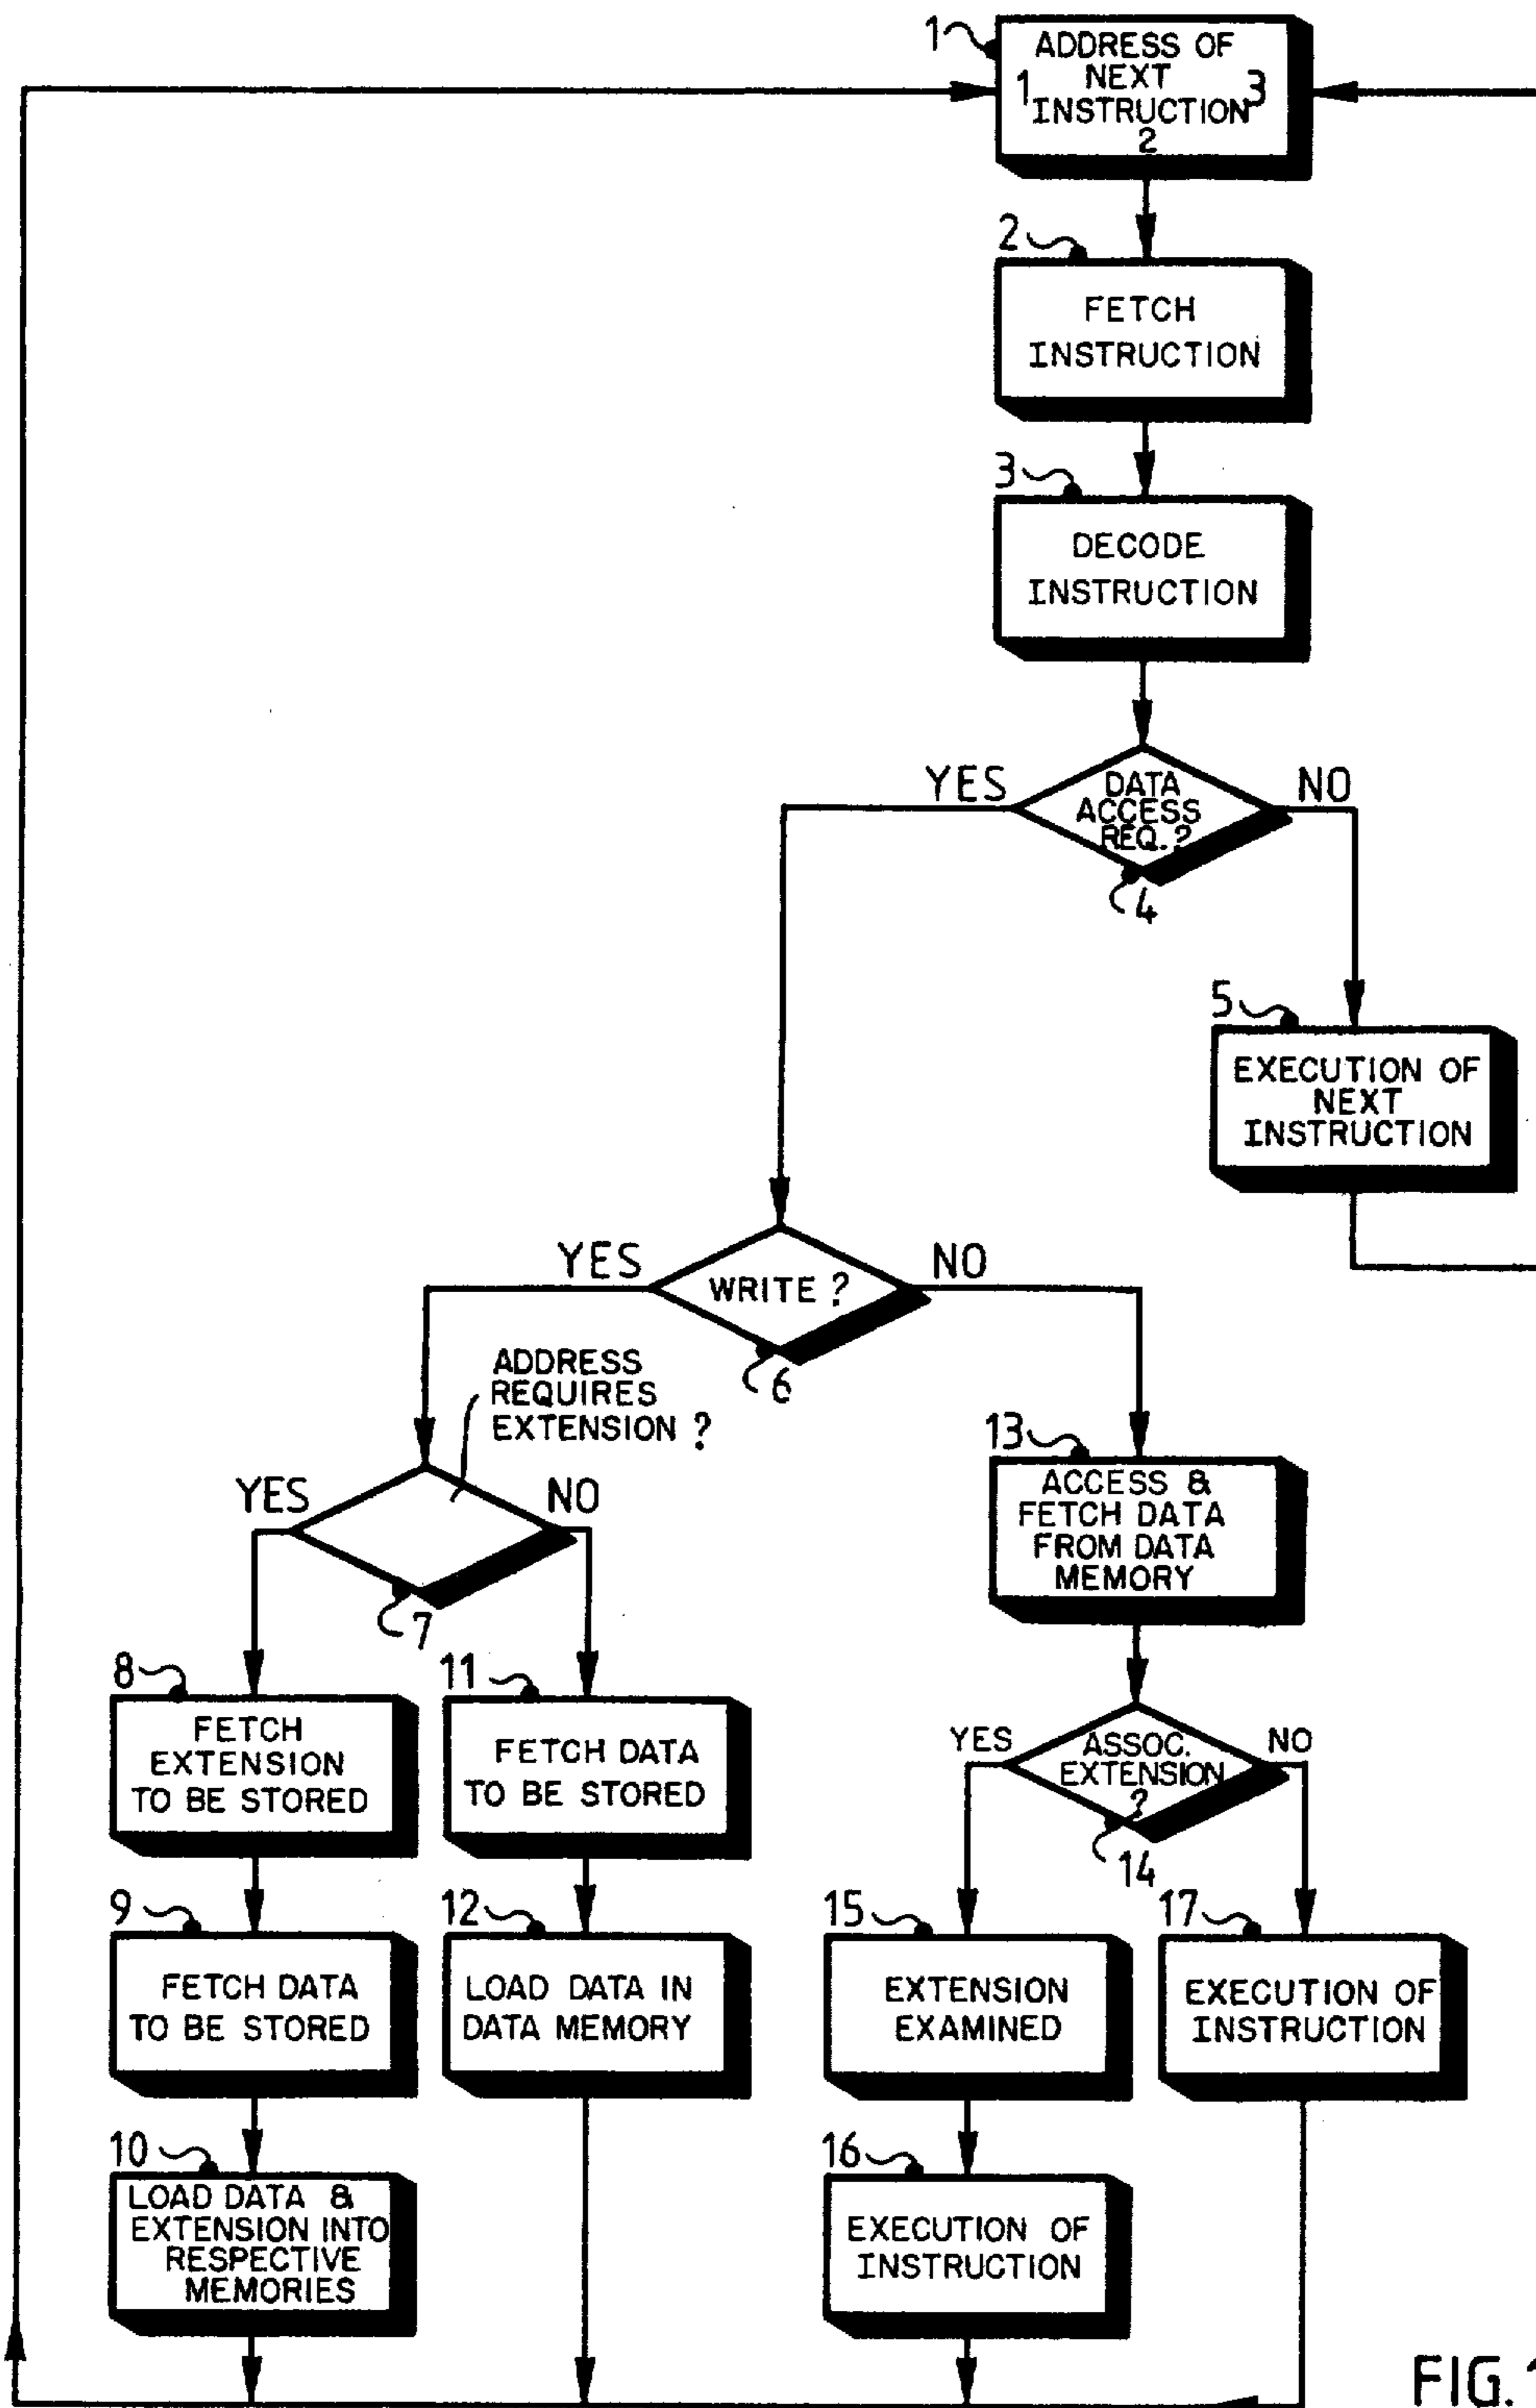 1
ADDRESS OF
NEXT
1 INSTRUCTION 3
2
2
FETCH
INSTRUCTION
3
DECODE
INSTRUCTION
YES
DATA
ACCESS
REQ.?
NO
4
5
EXECUTION OF
NEXT
INSTRUCTION
YES
WRITE ?
NO
6
ADDRESS
REQUIRES
EXTENSION ?
YES
NO
7
13
ACCESS &
FETCH DATA
FROM DATA
MEMORY
8
FETCH
EXTENSION
TO BE STORED
11
FETCH DATA
TO BE STORED
YES
ASSOC.
EXTENSION
?
NO
14
9
FETCH DATA
TO BE STORED
12
LOAD DATA IN
DATA MEMORY
15
EXTENSION
EXAMINED
17
EXECUTION OF
INSTRUCTION
10
LOAD DATA &
EXTENSION INTO
RESPECTIVE
MEMORIES
16
EXECUTION OF
INSTRUCTION
FIG. 1